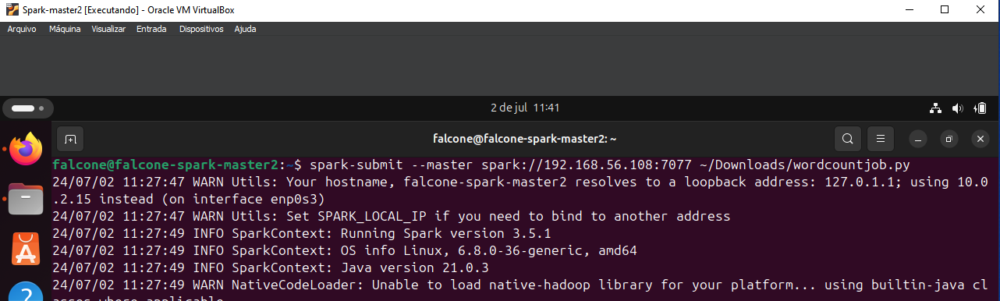 Spark-master2 [Executando] - Oracle VM VirtualBox
Arquivo Máquina Visualizar Entrada Dispositivos Ajuda
2 de jul 11:41
falcone@falcone-spark-master2: ~
falcone@falcone-spark-master2:~$ spark-submit --master spark://192.168.56.108:7077 ~/Downloads/wordcountjob.py
24/07/02 11:27:47 WARN Utils: Your hostname, falcone-spark-master2 resolves to a loopback address: 127.0.1.1; using 10.0
.2.15 instead (on interface enp0s3)
24/07/02 11:27:47 WARN Utils: Set SPARK_LOCAL_IP if you need to bind to another address
24/07/02 11:27:49 INFO SparkContext: Running Spark version 3.5.1
24/07/02 11:27:49 INFO SparkContext: OS info Linux, 6.8.0-36-generic, amd64
24/07/02 11:27:49 INFO SparkContext: Java version 21.0.3
24/07/02 11:27:49 WARN NativeCodeLoader: Unable to load native-hadoop library for your platform... using builtin-java cl
asses where applicable